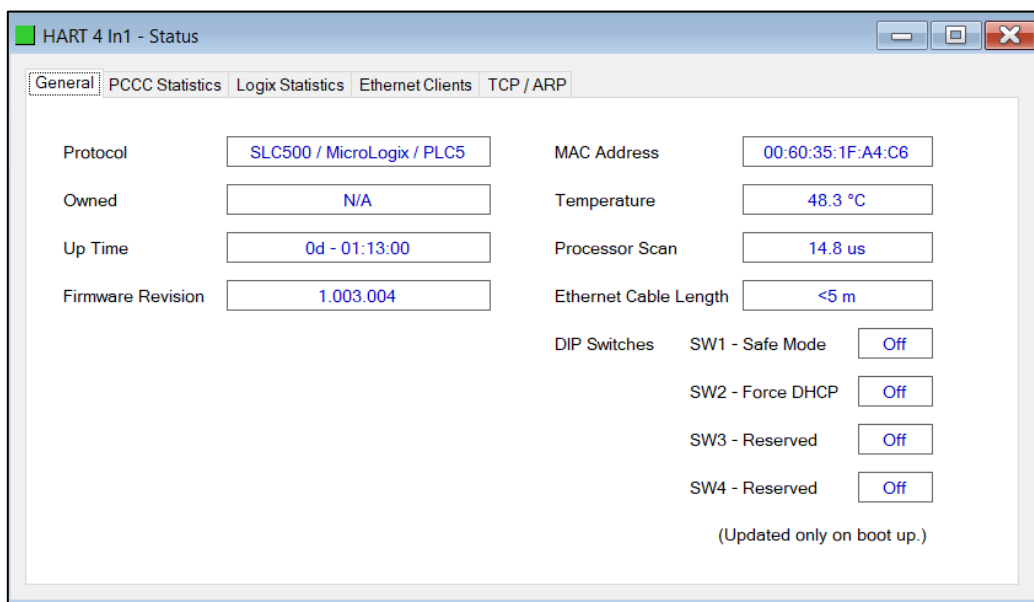 HART 4 In1 - Status
General PCCC Statistics Logix Statistics Ethernet Clients TCP / ARP
Protocol SLC500 / MicroLogix / PLC5 MAC Address 00:60:35:1F:A4:C6
Owned N/A Temperature 48.3 °C
Up Time 0d - 01:13:00 Processor Scan 14.8 us
Firmware Revision 1.003.004 Ethernet Cable Length <5 m
DIP Switches SW1 - Safe Mode Off
SW2 - Force DHCP Off
SW3 - Reserved Off
SW4 - Reserved Off
(Updated only on boot up.)